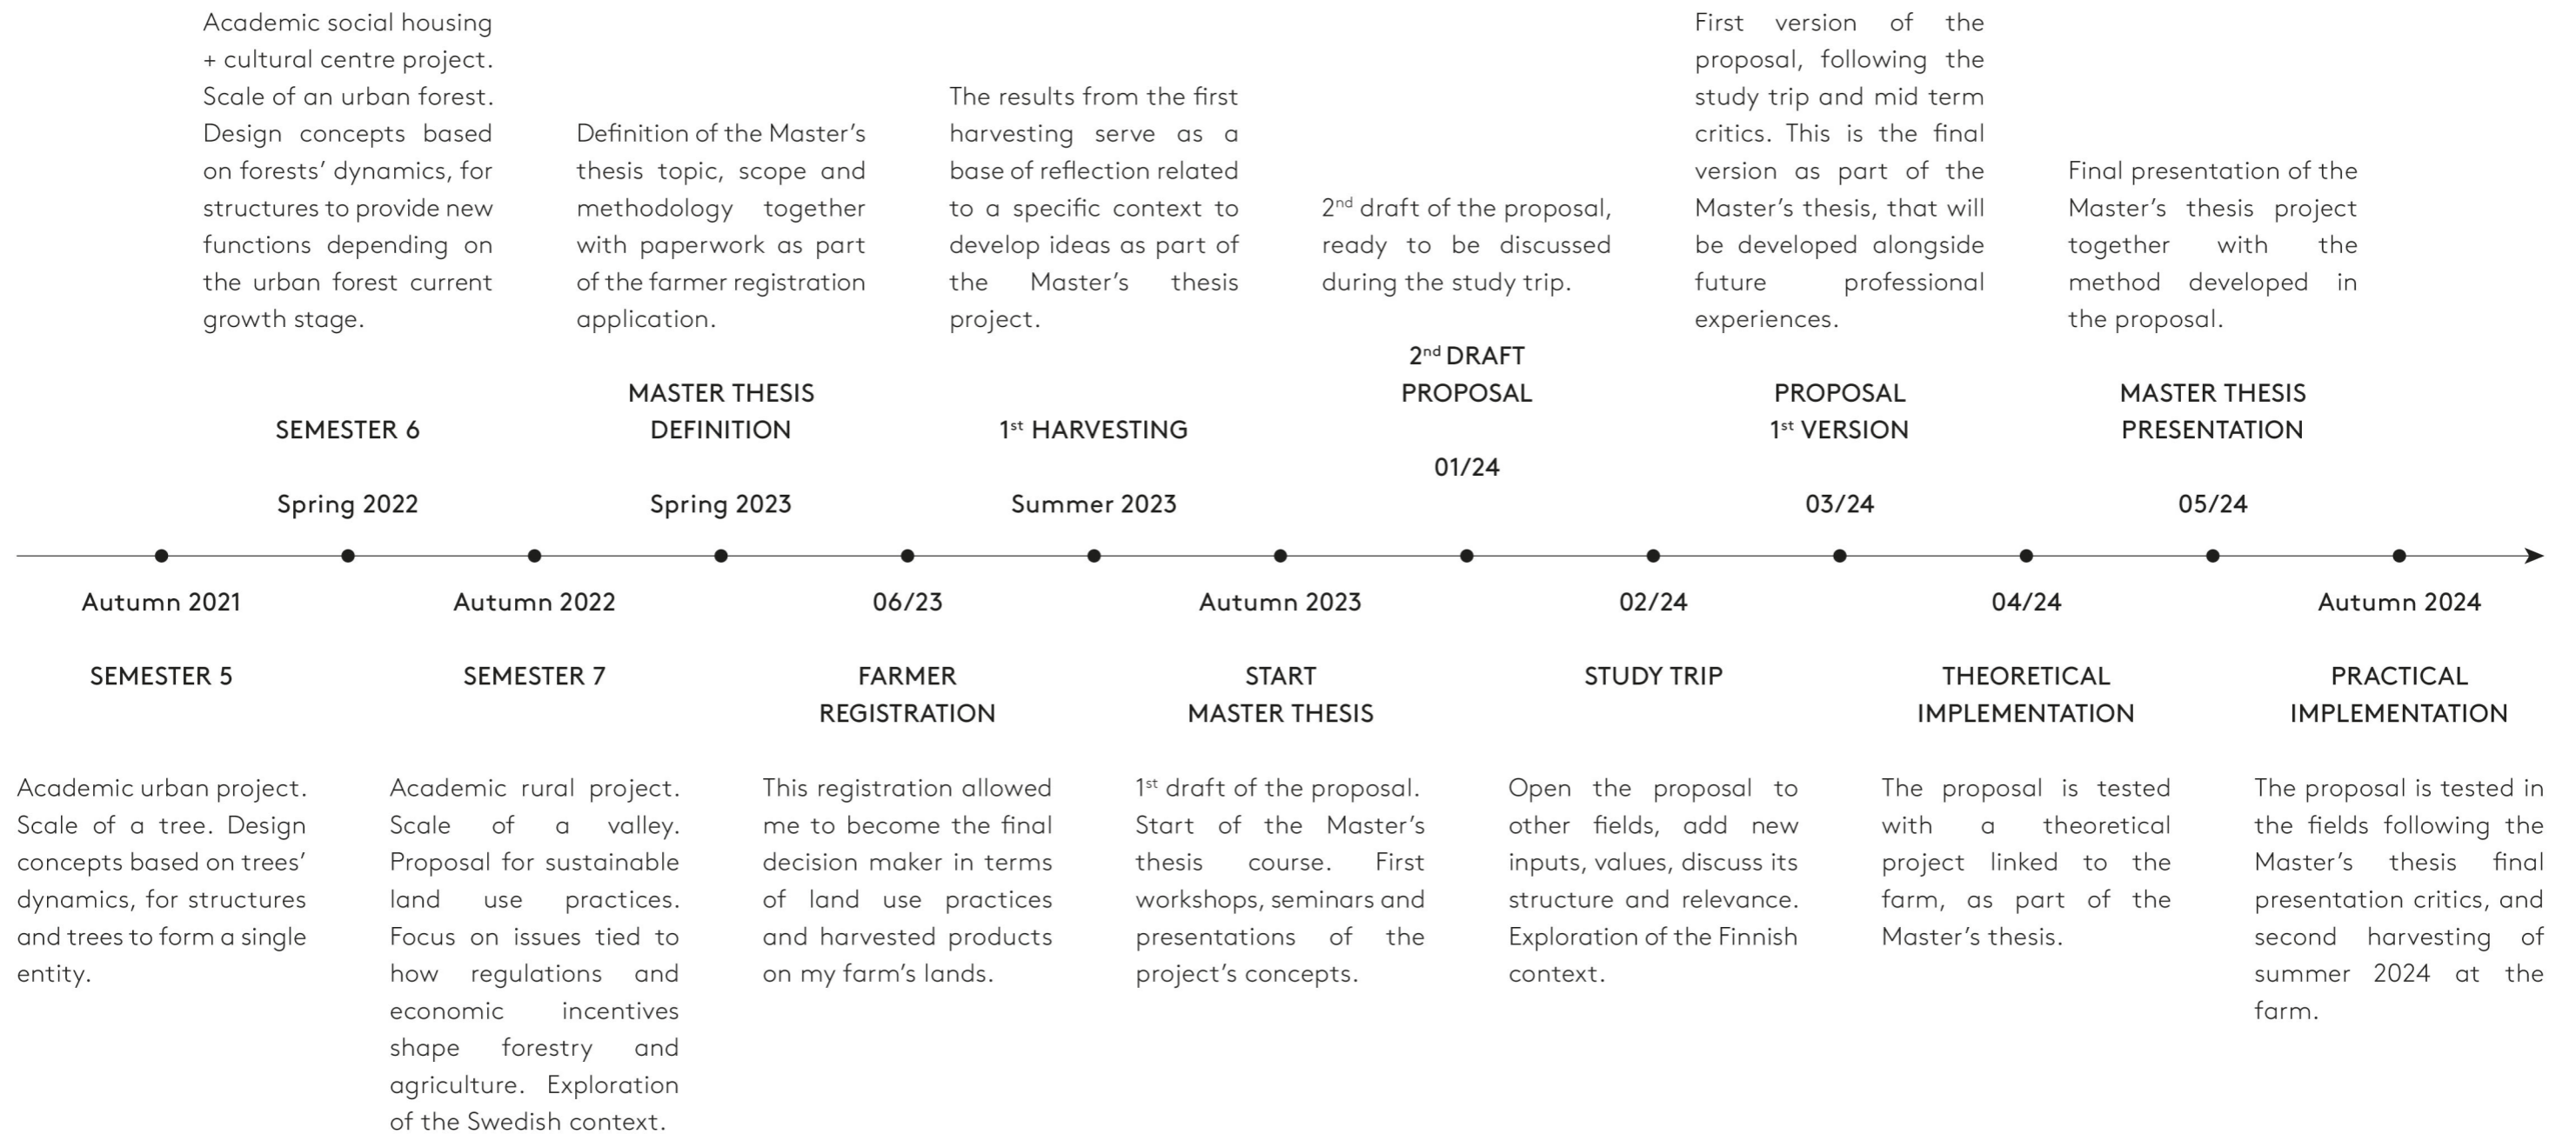 Academic social housing
+ cultural centre project.
Scale of an urban forest.
Design concepts based
on forests’ dynamics, for
structures to provide new
functions depending on
the urban forest current
growth stage.
SEMESTER 6
Spring 2022
Definition of the Master’s
thesis topic, scope and
methodology together
with paperwork as part
of the farmer registration
application.
MASTER THESIS
DEFINITION
Spring 2023
The results from the first
harvesting serve as a
base of reflection related
to a specific context to
develop ideas as part of
the Master’s thesis
project.
1st HARVESTING
Summer 2023
2nd draft of the proposal,
ready to be discussed
during the study trip.
2nd DRAFT
PROPOSAL
01/24
First version of the
proposal, following the
study trip and mid term
critics. This is the final
version as part of the
Master’s thesis, that will
be developed alongside
future professional
experiences.
PROPOSAL
1st VERSION
03/24
Final presentation of the
Master’s thesis project
together with the
method developed in
the proposal.
MASTER THESIS
PRESENTATION
05/24
Autumn 2021
SEMESTER 5
Academic urban project.
Scale of a tree. Design
concepts based on trees’
dynamics, for structures
and trees to form a single
entity.
Autumn 2022
SEMESTER 7
Academic rural project.
Scale of a valley.
Proposal for sustainable
land use practices.
Focus on issues tied to
how regulations and
economic incentives
shape forestry and
agriculture. Exploration
of the Swedish context.
06/23
FARMER
REGISTRATION
This registration allowed
me to become the final
decision maker in terms
of land use practices
and harvested products
on my farm’s lands.
Autumn 2023
START
MASTER THESIS
1st draft of the proposal.
Start of the Master’s
thesis course. First
workshops, seminars and
presentations of the
project’s concepts.
02/24
STUDY TRIP
Open the proposal to
other fields, add new
inputs, values, discuss its
structure and relevance.
Exploration of the Finnish
context.
04/24
THEORETICAL
IMPLEMENTATION
The proposal is tested
with a theoretical
project linked to the
farm, as part of the
Master’s thesis.
Autumn 2024
PRACTICAL
IMPLEMENTATION
The proposal is tested in
the fields following the
Master’s thesis final
presentation critics, and
second harvesting of
summer 2024 at the
farm.